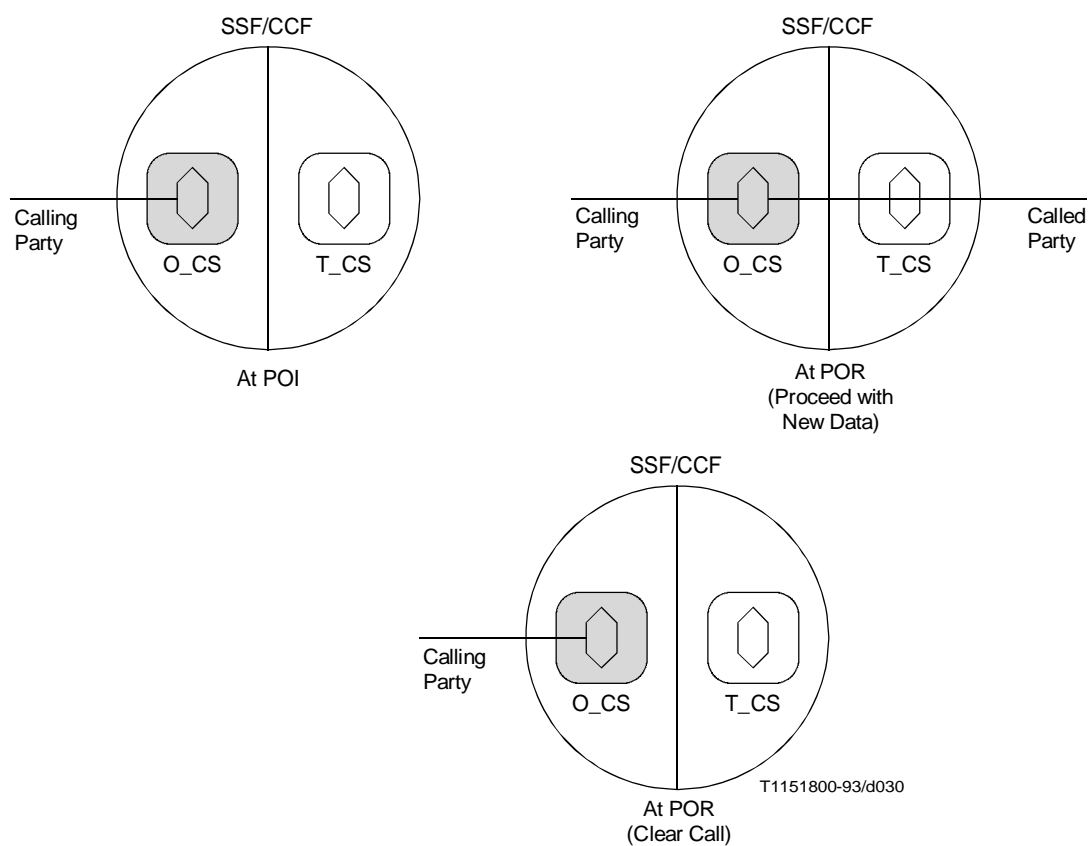 SSF/CCF
Calling
Party
O_CS
T_CS
At POI
SSF/CCF
Calling
Party
O_CS
T_CS
Called
Party
At POR
(Proceed with
New Data)
SSF/CCF
Calling
Party
O_CS
T_CS
T1151800-93/d030
At POR
(Clear Call)